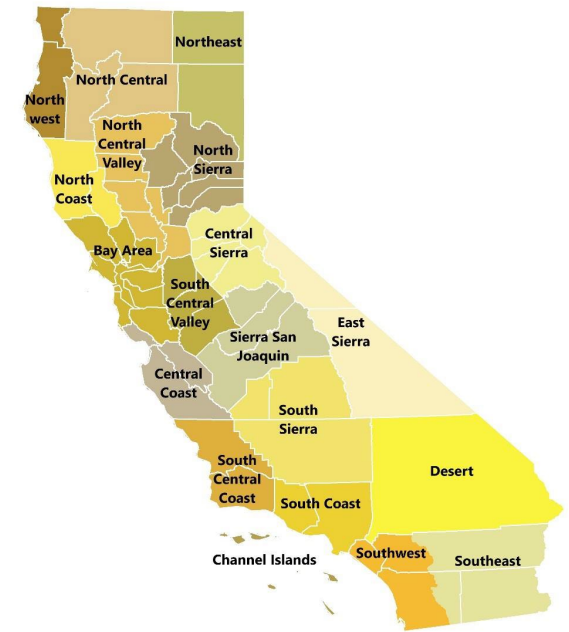 Northeast
North Central
North
west
North
Central
Valley
North
Sierra
North
Coast
Central
Sierra
Bay Area
South
Central
Valley
East
Sierra
Sierra San
Joaquin
Central
Coast
South
Sierra
South
Central
Coast
Desert
South Coast
Channel Islands
Southwest
Southeast